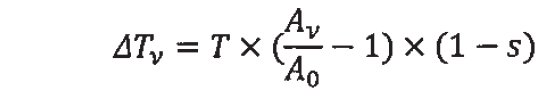 ΔT_ν = T × (A_ν/A_0 − 1) × (1 − s)